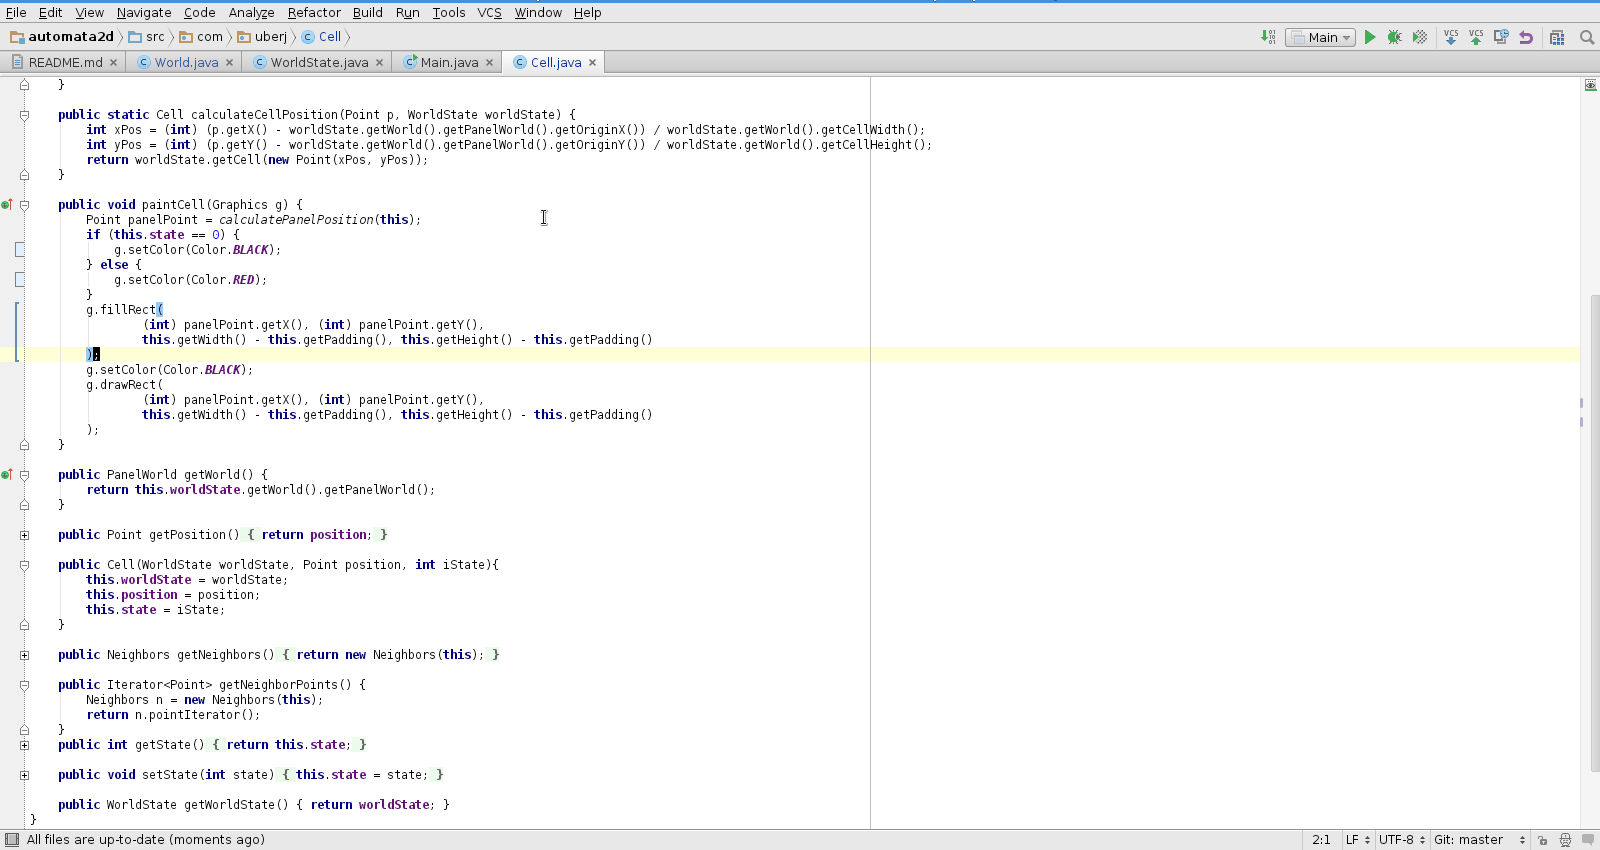 File Edit View Navigate Code Analyze Refactor Build Run Tools VCS Window Help
automata2d src com uberj Cell Main VCS VCS
README.md World.java WorldState.java Main.java Cell.java
}
public static Cell calculateCellPosition(Point p, WorldState worldState) {
int xPos = (int) (p.getX() - worldState.getWorld().getPanelWorld().getOriginX()) / worldState.getWorld().getCellWidth();
int yPos = (int) (p.getY() - worldState.getWorld().getPanelWorld().getOriginY()) / worldState.getWorld().getCellHeight();
return worldState.getCell(new Point(xPos, yPos));
}
public void paintCell(Graphics g) {
Point panelPoint = calculatePanelPosition(this);
if (this.state == 0) {
g.setColor(Color.BLACK);
} else {
g.setColor(Color.RED);
}
g.fillRect(
(int) panelPoint.getX(), (int) panelPoint.getY(),
this.getWidth() - this.getPadding(), this.getHeight() - this.getPadding()
);
g.setColor(Color.BLACK);
g.drawRect(
(int) panelPoint.getX(), (int) panelPoint.getY(),
this.getWidth() - this.getPadding(), this.getHeight() - this.getPadding()
);
}
public PanelWorld getWorld() {
return this.worldState.getWorld().getPanelWorld();
}
public Point getPosition() { return position; }
public Cell(WorldState worldState, Point position, int iState){
this.worldState = worldState;
this.position = position;
this.state = iState;
}
public Neighbors getNeighbors() { return new Neighbors(this); }
public Iterator<Point> getNeighborPoints() {
Neighbors n = new Neighbors(this);
return n.pointIterator();
}
public int getState() { return this.state; }
public void setState(int state) { this.state = state; }
public WorldState getWorldState() { return worldState; }
}
All files are up-to-date (moments ago) 2:1 LF UTF-8 Git: master